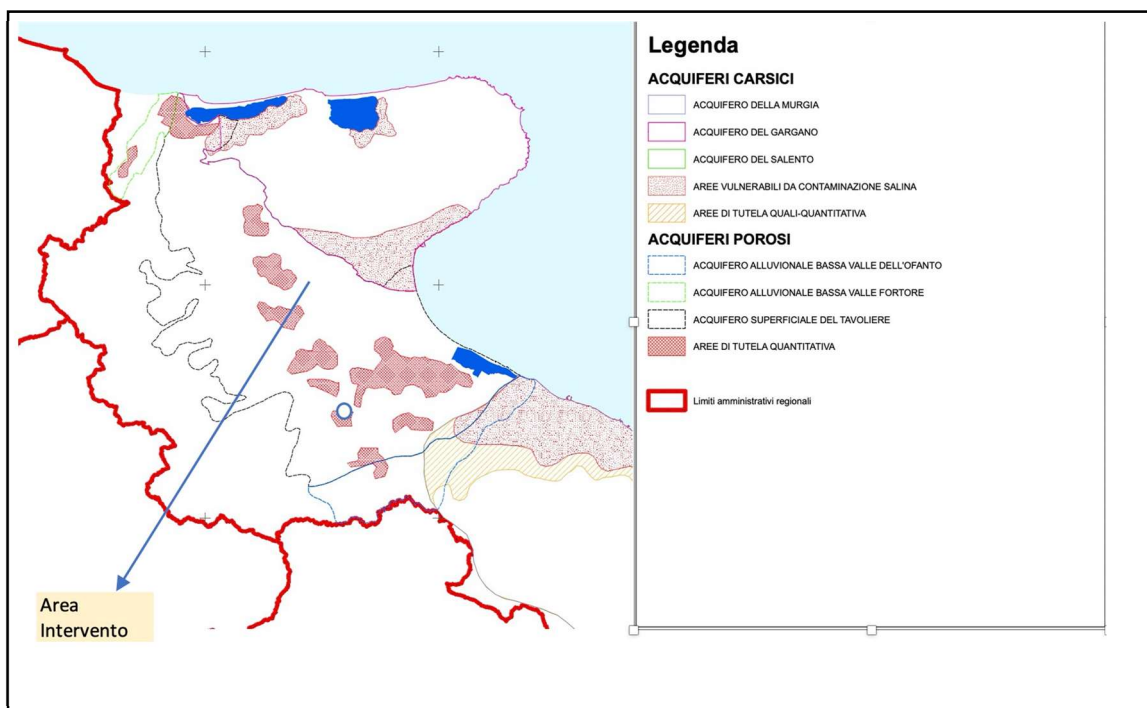 Legenda
ACQUIFERI CARSICI
ACQUIFERO DELLA MURGIA
ACQUIFERO DEL GARGANO
ACQUIFERO DEL SALENTO
AREE VULNERABILI DA CONTAMINAZIONE SALINA
AREE DI TUTELA QUALI-QUANTITATIVA
ACQUIFERI POROSI
ACQUIFERO ALLUVIONALE BASSA VALLE DELL'OFANTO
ACQUIFERO ALLUVIONALE BASSA VALLE FORTORE
ACQUIFERO SUPERFICIALE DEL TAVOLIERE
AREE DI TUTELA QUANTITATIVA
Limiti amministrativi regionali
Area
Intervento